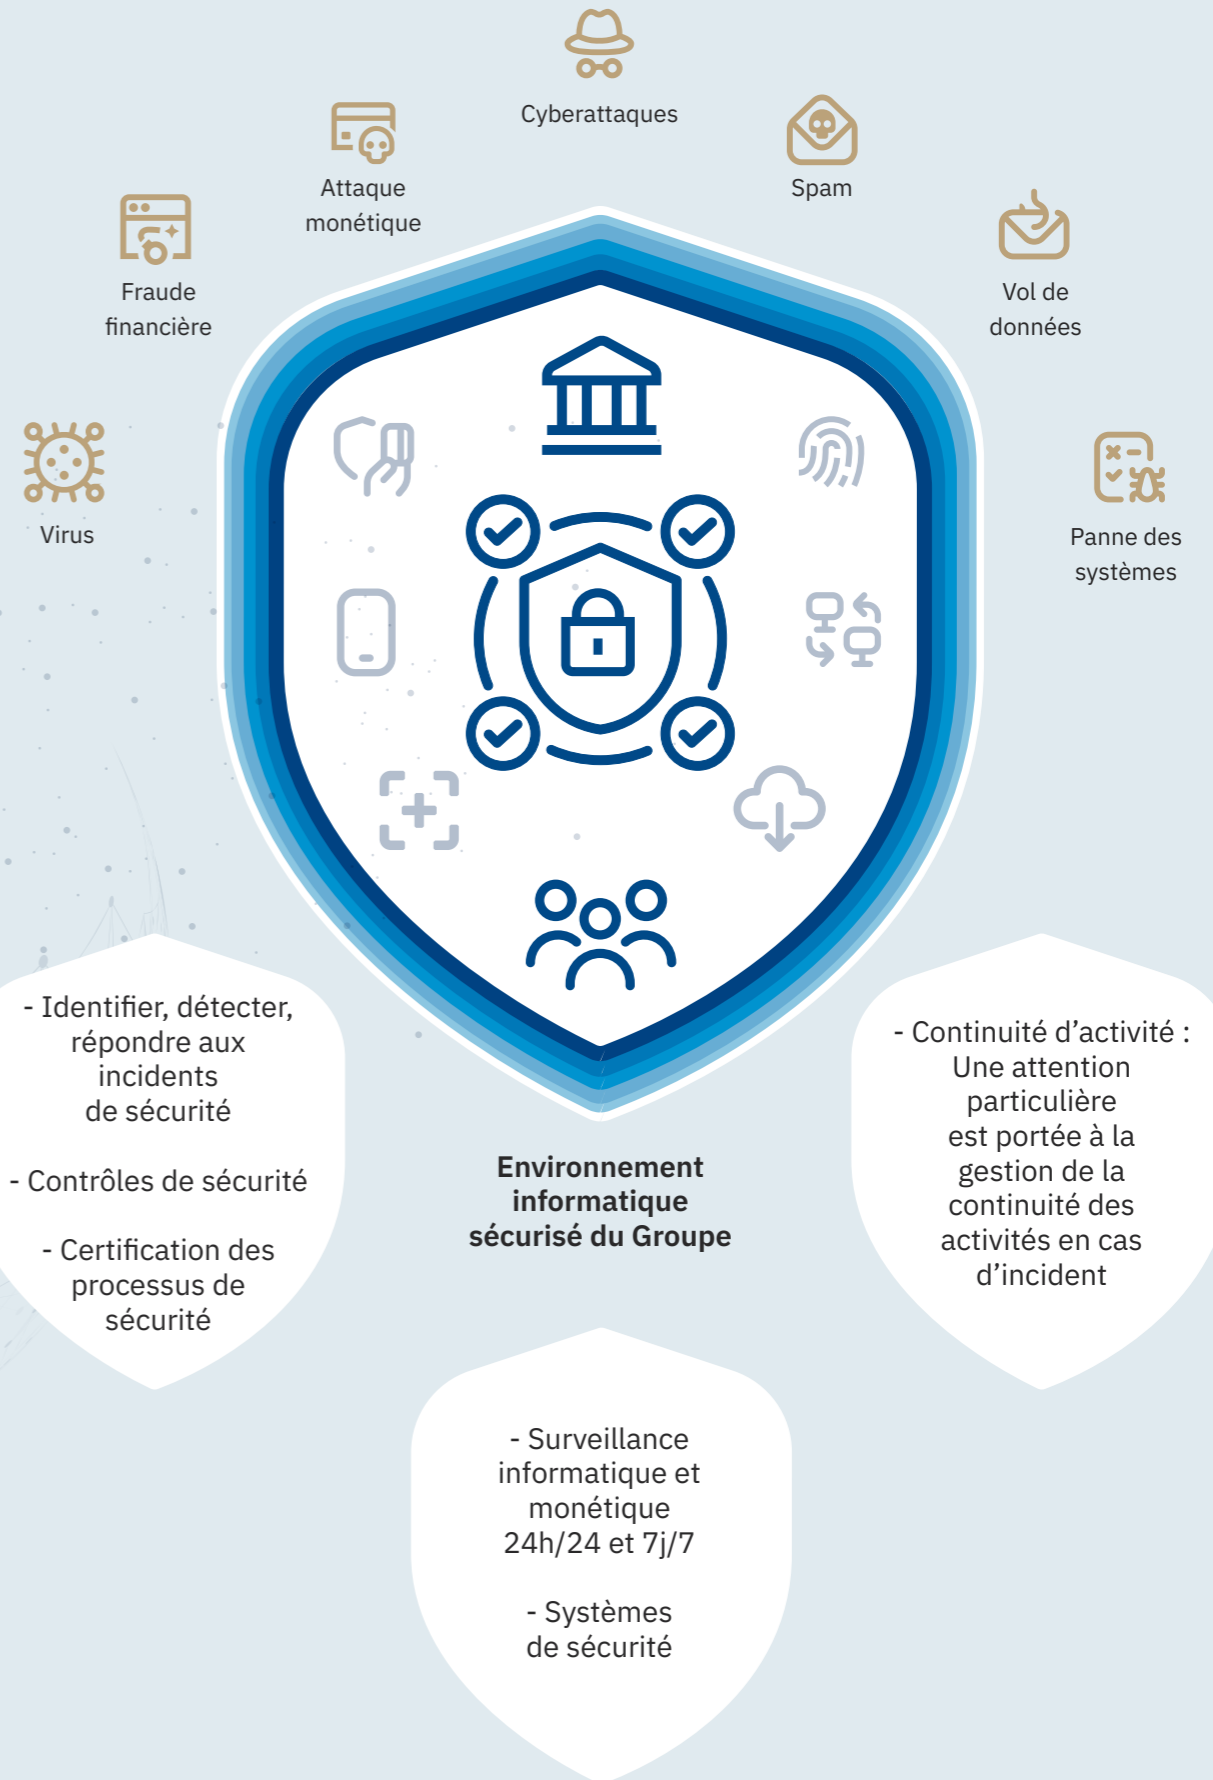 Cyberattaques
Attaque
monétique
Spam
Fraude
financière
Vol de
données
Virus
Panne des
systèmes
- Identifier, détecter,
répondre aux
incidents
de sécurité
- Contrôles de sécurité
- Certification des
processus de
sécurité
Environnement
informatique
sécurisé du Groupe
- Continuité d’activité :
Une attention
particulière
est portée à la
gestion de la
continuité des
activités en cas
d’incident
- Surveillance
informatique et
monétique
24h/24 et 7j/7
- Systèmes
de sécurité